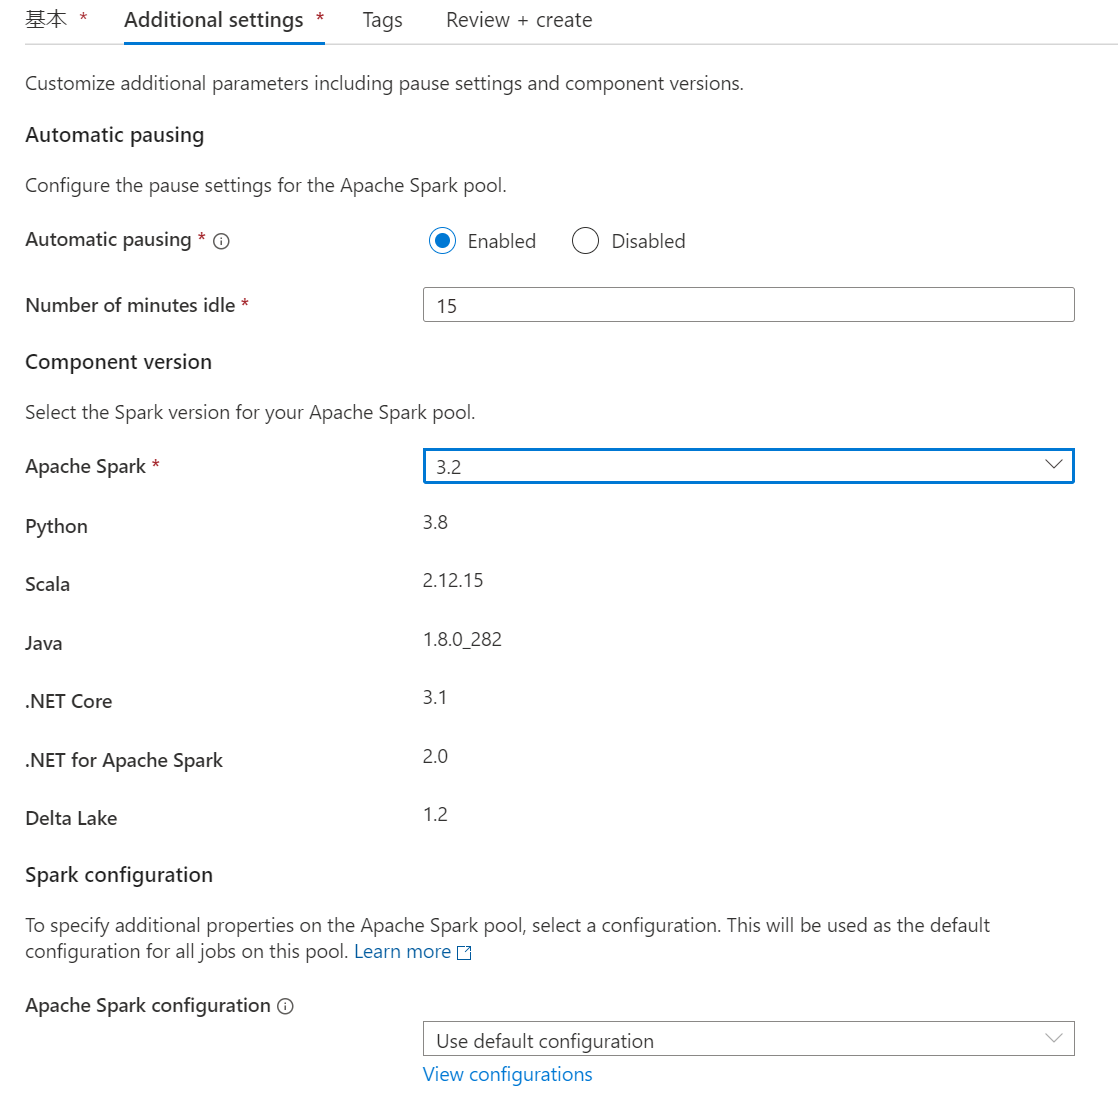 基本 *
Additional settings *
Tags
Review + create
Customize additional parameters including pause settings and component versions.
Automatic pausing
Configure the pause settings for the Apache Spark pool.
Automatic pausing *
Enabled
Disabled
Number of minutes idle *
15
Component version
Select the Spark version for your Apache Spark pool.
Apache Spark *
3.2
Python
3.8
Scala
2.12.15
Java
1.8.0_282
.NET Core
3.1
.NET for Apache Spark
2.0
Delta Lake
1.2
Spark configuration
To specify additional properties on the Apache Spark pool, select a configuration. This will be used as the default
configuration for all jobs on this pool. Learn more
Apache Spark configuration
Use default configuration
View configurations